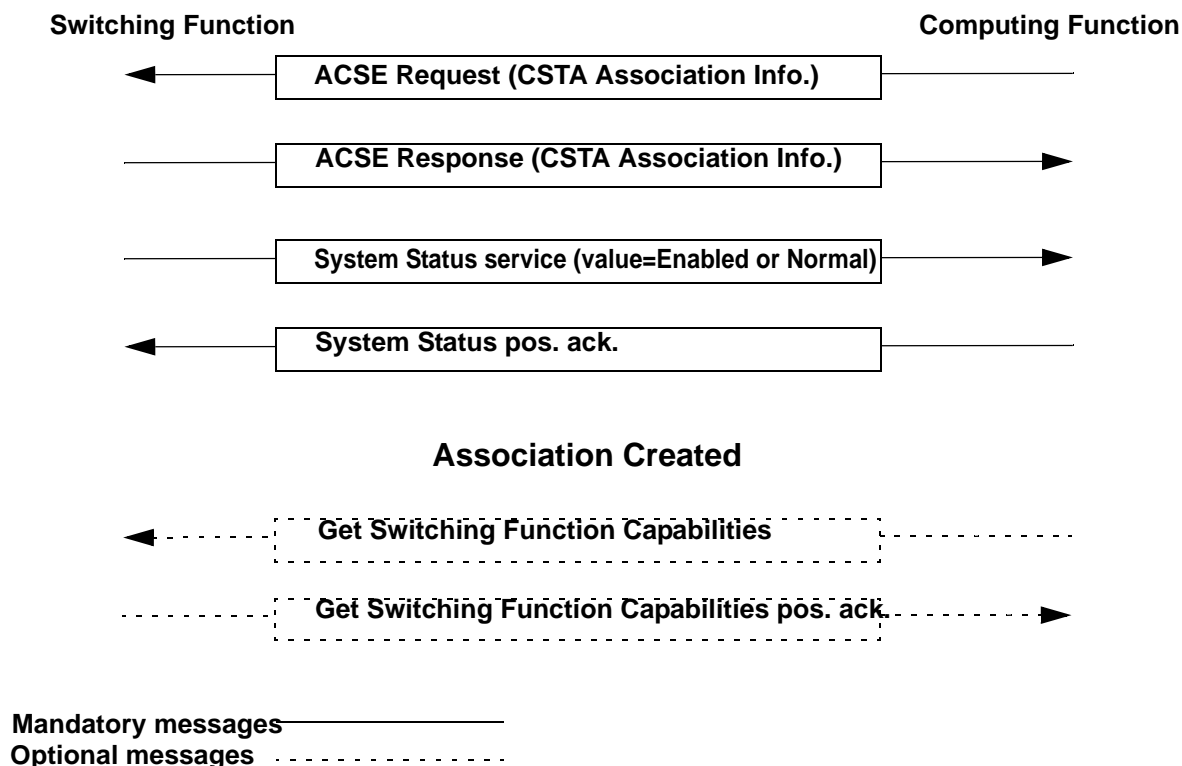 Switching Function
Computing Function
ACSE Request (CSTA Association Info.)
ACSE Response (CSTA Association Info.)
System Status service (value=Enabled or Normal)
System Status pos. ack.
Association Created
Get Switching Function Capabilities
Get Switching Function Capabilities pos. ack.
Mandatory messages
Optional messages